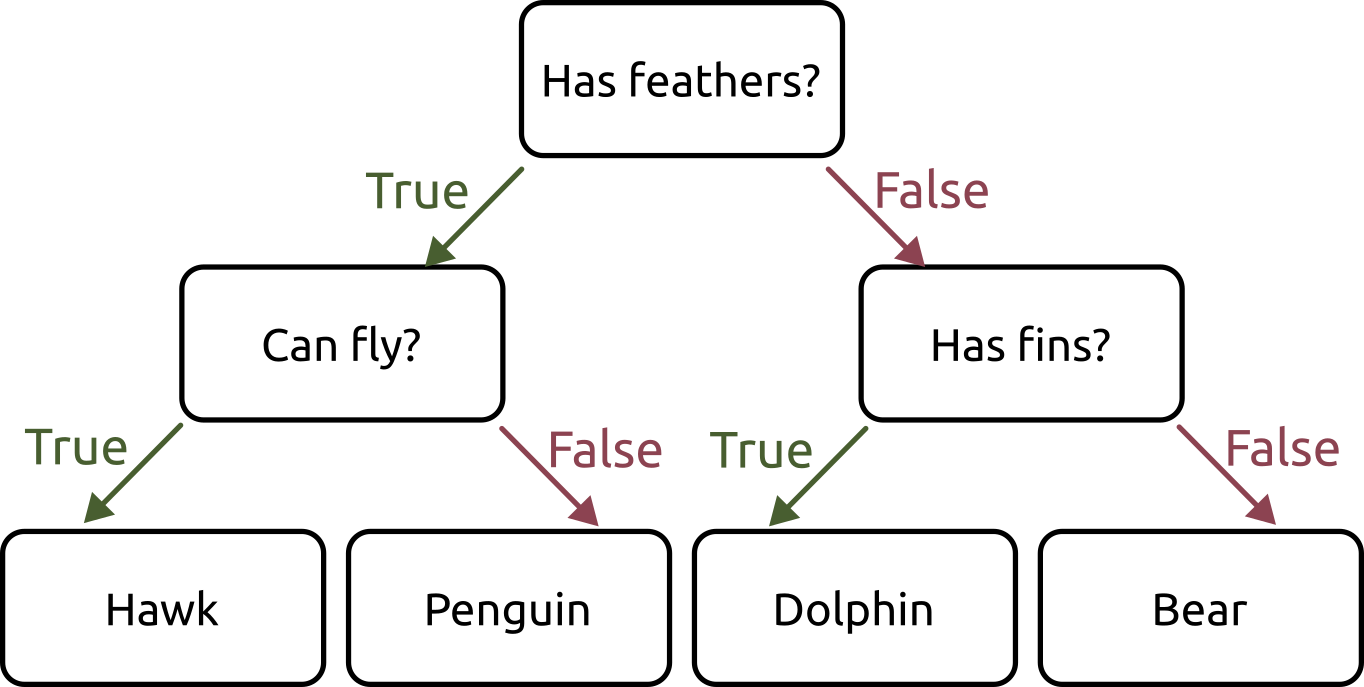 Has feathers?
True
False
Can fly?
Has fins?
True
False
True
False
Hawk
Penguin
Dolphin
Bear